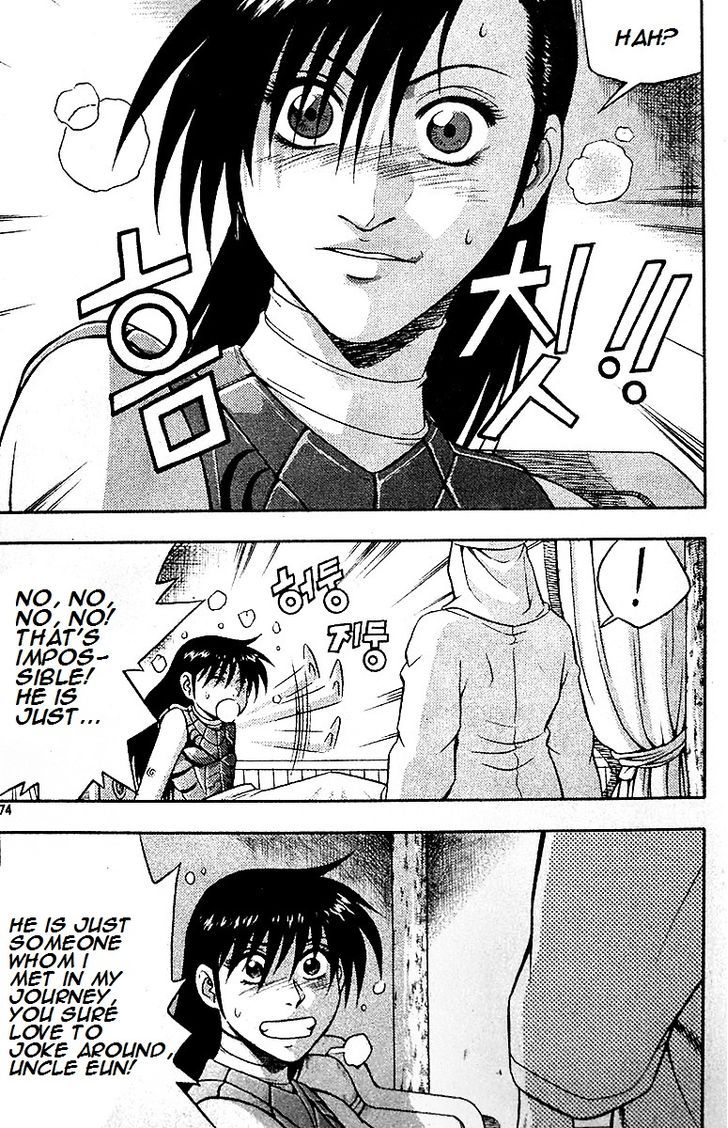 HAH?
흠
칫!!
NO, NO,
NO, NO!
THAT'S
IMPOS-
SIBLE!
HE IS
JUST...
허둥
지둥
!
74
HE IS JUST
SOMEONE
WHOM I
MET IN MY
JOURNEY,
YOU SURE
LOVE TO
JOKE AROUND,
UNCLE EUN!